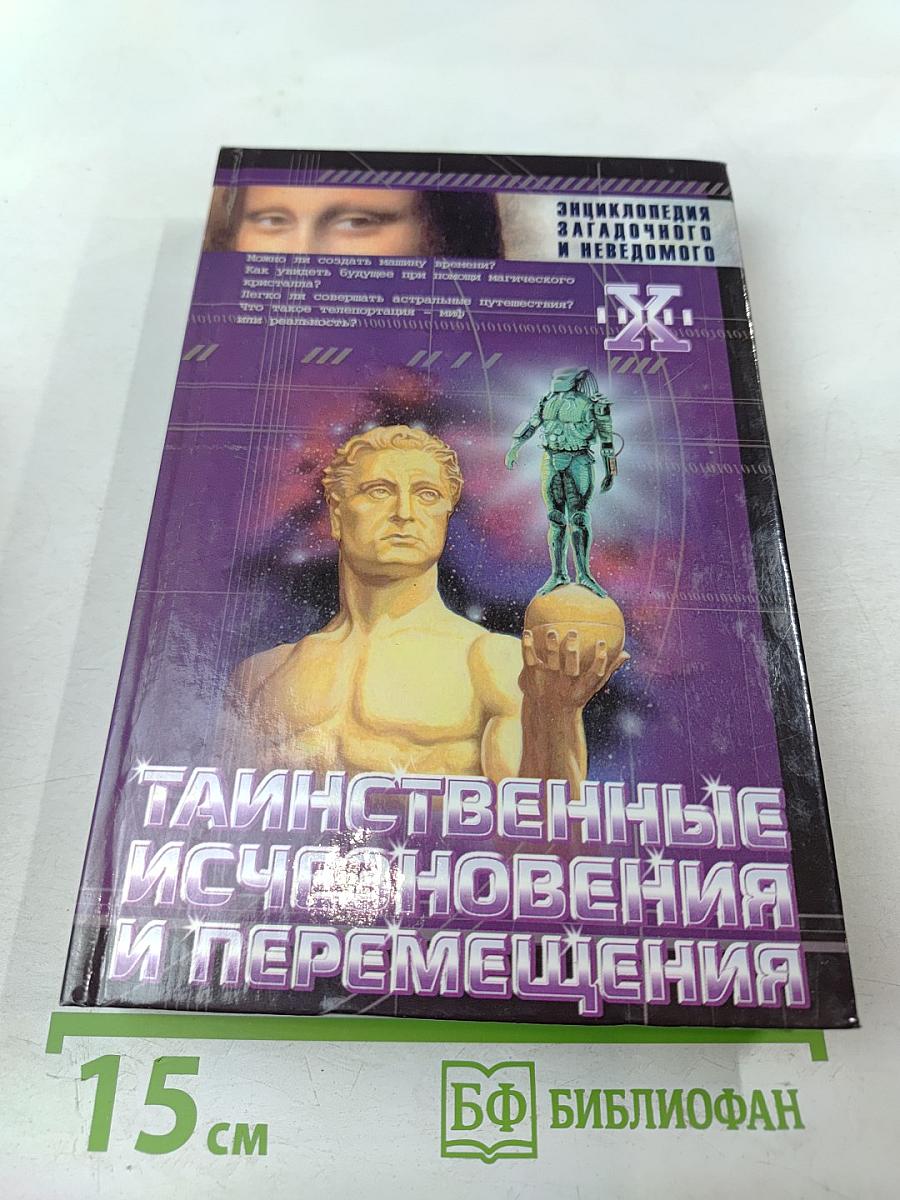 ЭНЦИКЛОПЕДИЯ
ЗАГАДОЧНОГО
И НЕВЕДОМОГО
Можно ли создать машину времени?
Как увидеть будущее при помощи магического
кристалла?
Легко ли совершать астральные путешествия?
Что такое телепортация - миф
или реальность?
X
ТАИНСТВЕННЫЕ
ИСЧЕЗНОВЕНИЯ
И ПЕРЕМЕЩЕНИЯ
15 см
БФ БИБЛИОФАН